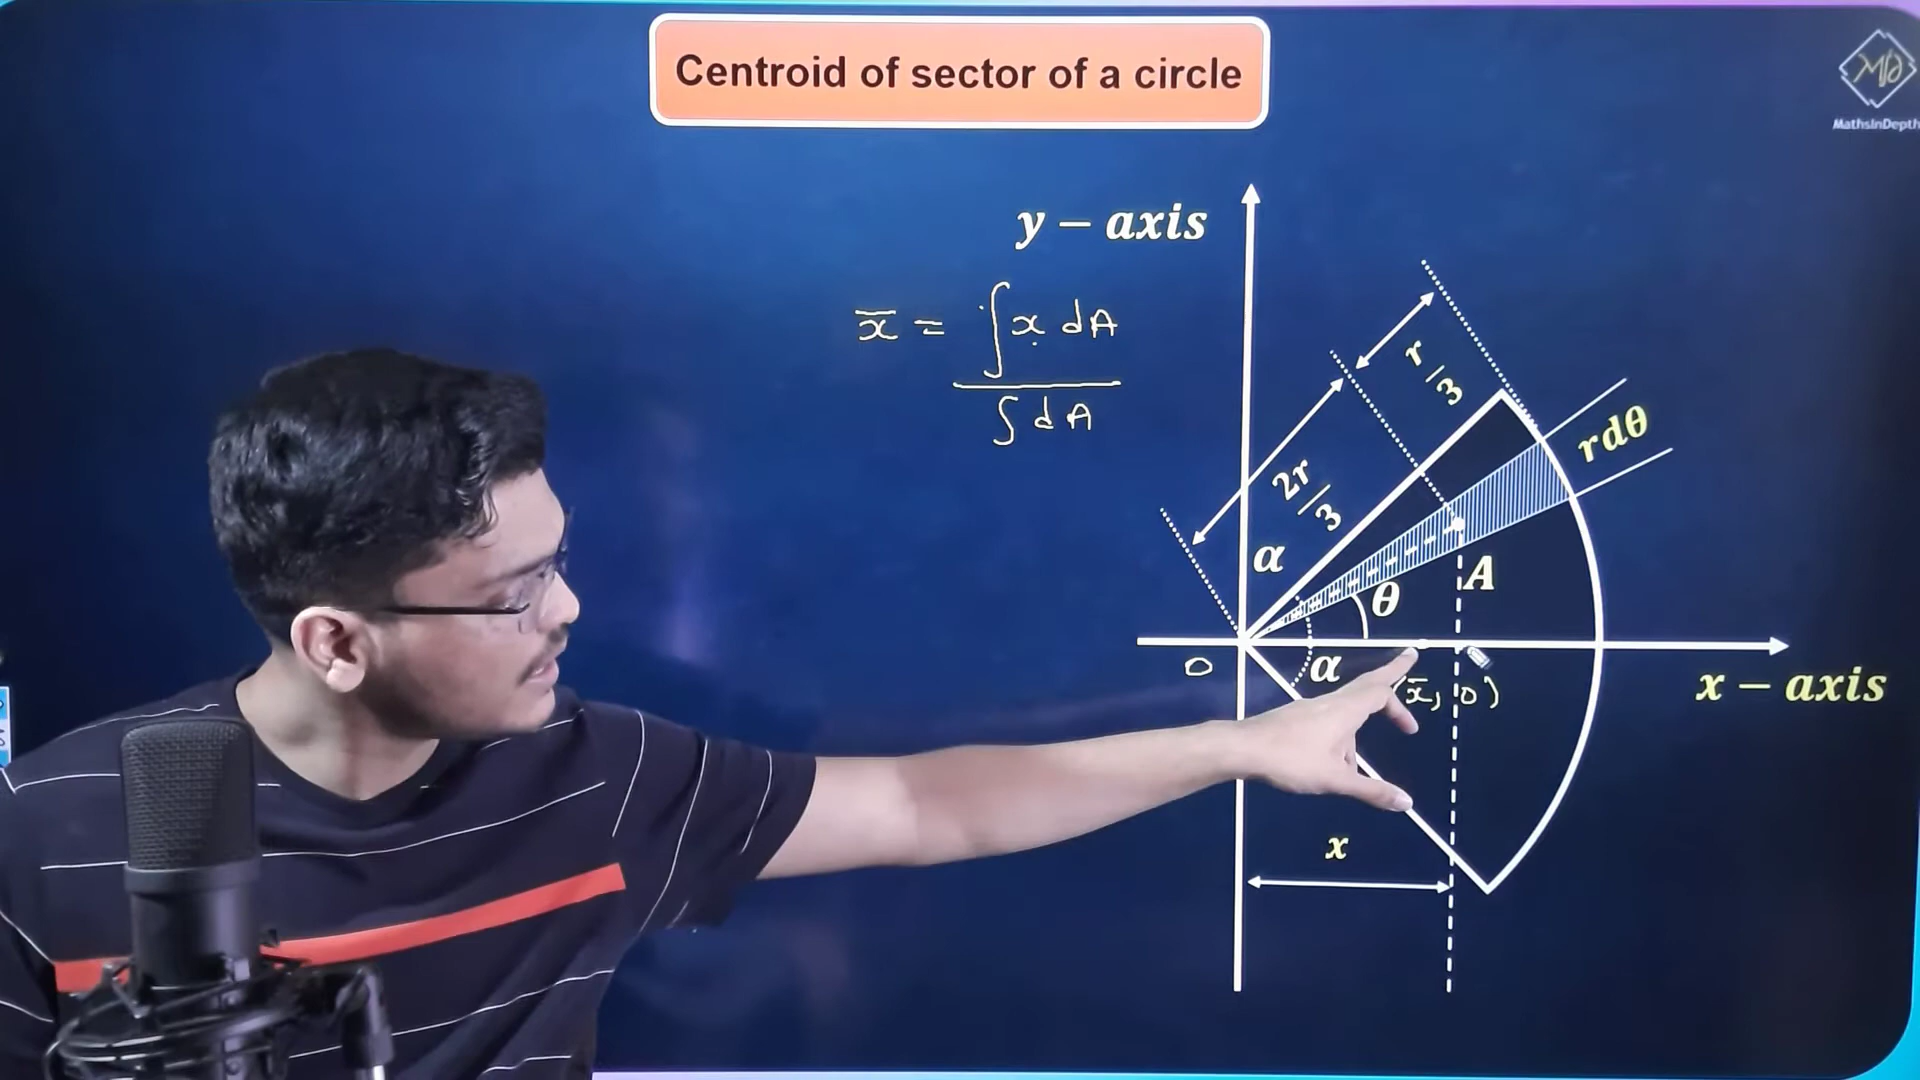 Centroid of sector of a circle
MathsInDepth
y – axis
x̄ = ∫ x dA
∫ dA
r/3
rdθ
2r/3
α
A
θ
O
α
(x̄, 0)
x – axis
x